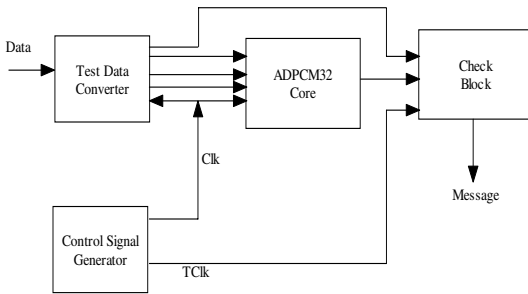 Data
Test Data
Converter
ADPCM32
Core
Check
Block
Clk
Message
Control Signal
Generator
TClk